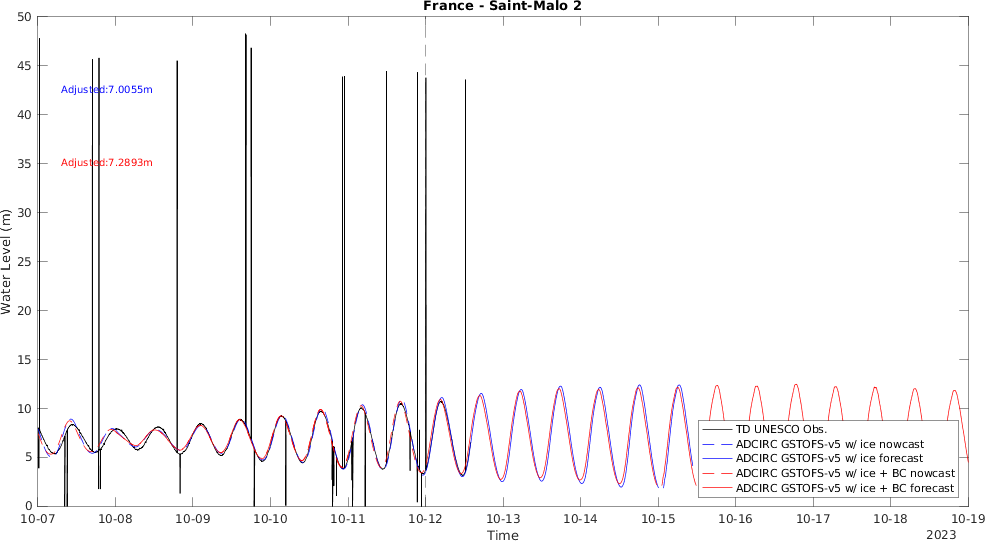 France - Saint-Malo 2
50
45
40
35
30
25
20
15
10
5
0
Water Level (m)
Adjusted:7.0055m
Adjusted:7.2893m
TD UNESCO Obs.
ADCIRC GSTOFS-v5 w/ ice nowcast
ADCIRC GSTOFS-v5 w/ ice forecast
ADCIRC GSTOFS-v5 w/ ice + BC nowcast
ADCIRC GSTOFS-v5 w/ ice + BC forecast
10-07 10-08 10-09 10-10 10-11 10-12 10-13 10-14 10-15 10-16 10-17 10-18 10-19
Time
2023